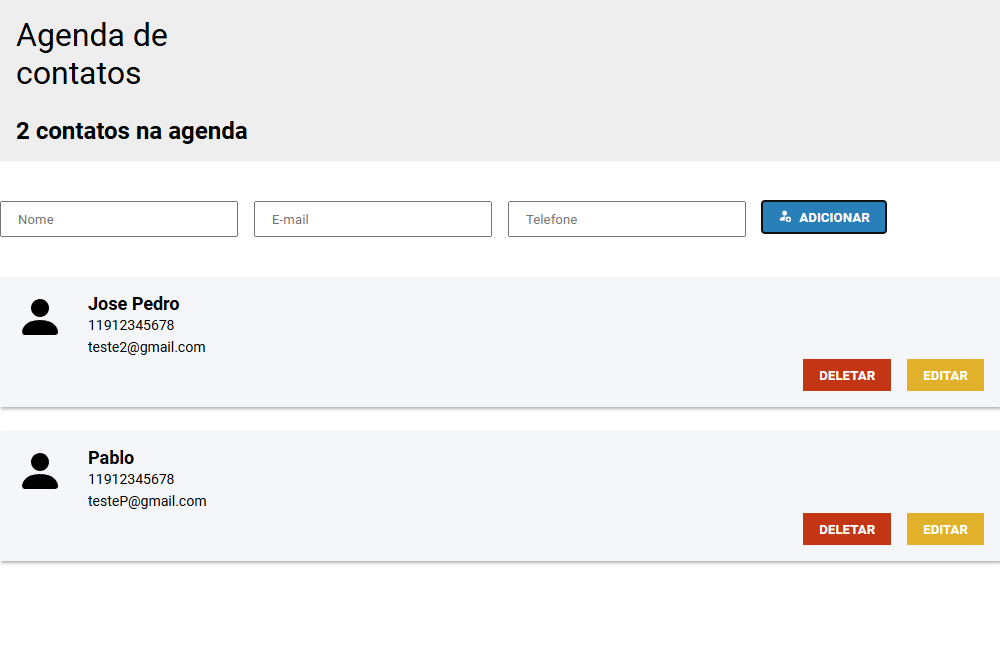 Agenda de
contatos
2 contatos na agenda
Nome
E-mail
Telefone
ADICIONAR
Jose Pedro
11912345678
teste2@gmail.com
DELETAR
EDITAR
Pablo
11912345678
testeP@gmail.com
DELETAR
EDITAR